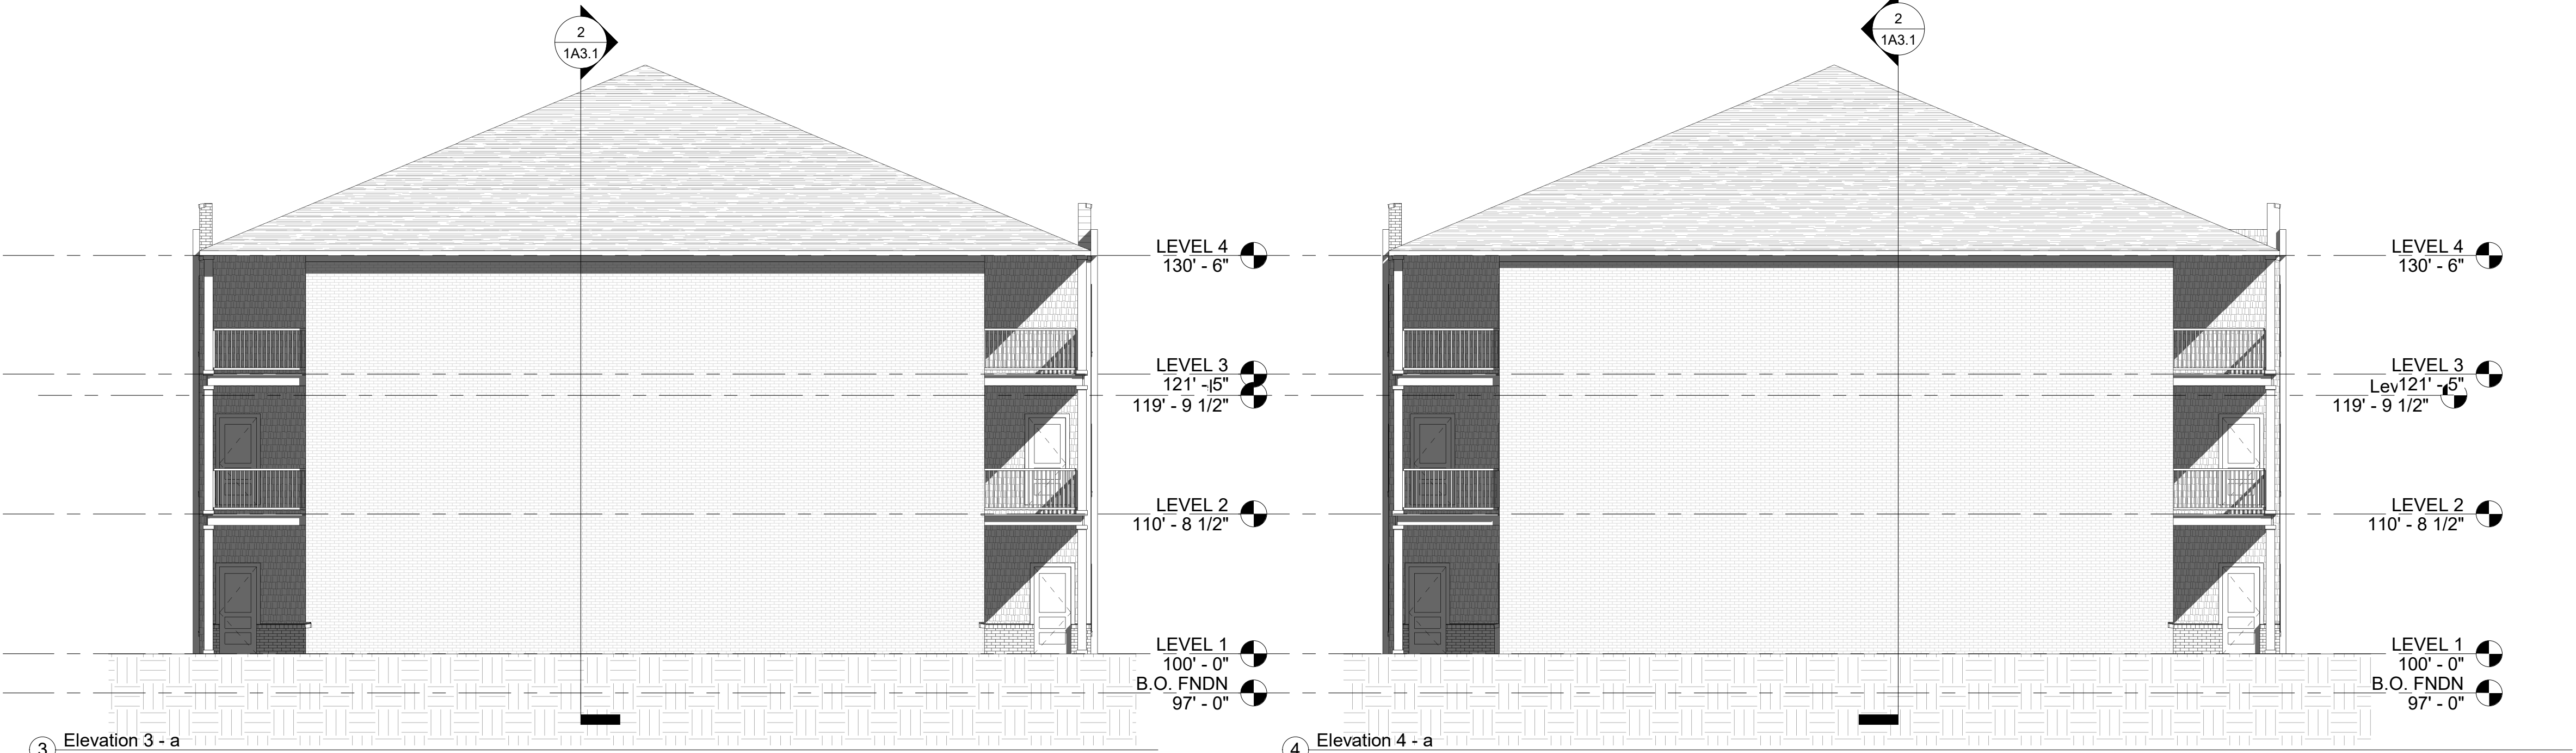 2
1A3.1
LEVEL 4
130' - 6"
LEVEL 3
121' - 5"
119' - 9 1/2"
LEVEL 2
110' - 8 1/2"
LEVEL 1
100' - 0"
B.O. FNDN
97' - 0"
3 Elevation 3 - a
2
1A3.1
LEVEL 4
130' - 6"
LEVEL 3
121' - 5"
119' - 9 1/2"
LEVEL 2
110' - 8 1/2"
LEVEL 1
100' - 0"
B.O. FNDN
97' - 0"
4 Elevation 4 - a